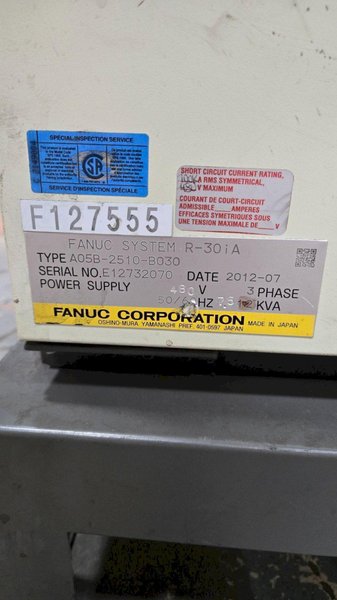 SPECIAL INSPECTION SERVICE
SERVICE D'INSPECTION SPÉCIALE
SHORT CIRCUIT CURRENT RATING,
A RMS SYMMETRICAL,
V MAXIMUM
COURANT DE COURT-CIRCUIT
ADMISSIBLE AMPERES
EFFICACES SYMETRIQUES SOUS
UNE TENSION MAXIMALE DE V
F127555
FANUC SYSTEM R-30iA
TYPE A05B-2510-B030
SERIAL NO. E12732070 DATE 2012-07
POWER SUPPLY 480 V 3 PHASE
50/ HZ KVA
FANUC CORPORATION MADE IN JAPAN
OSHINO-MURA YAMANASHI PREF. 401-0597 JAPAN